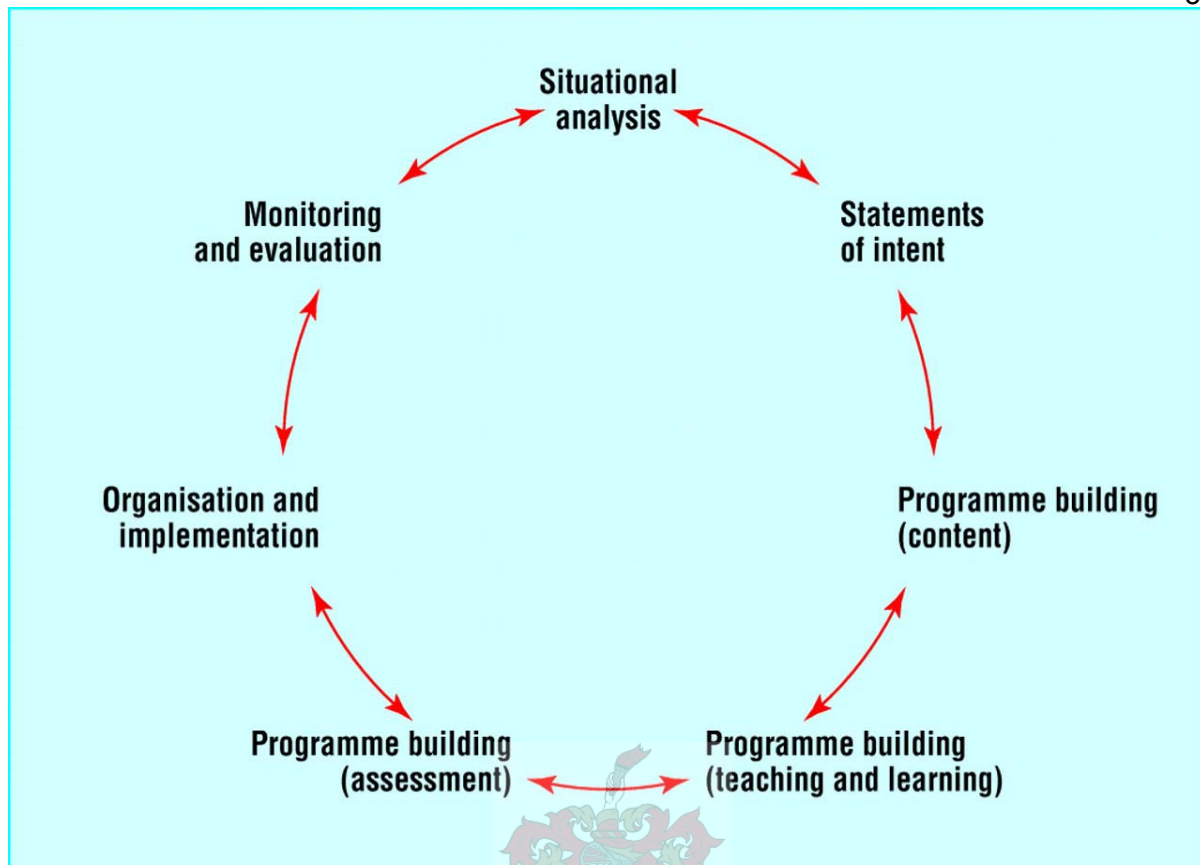 Situational
analysis
Statements
of intent
Programme building
(content)
Programme building
(teaching and learning)
Programme building
(assessment)
Organisation and
implementation
Monitoring
and evaluation